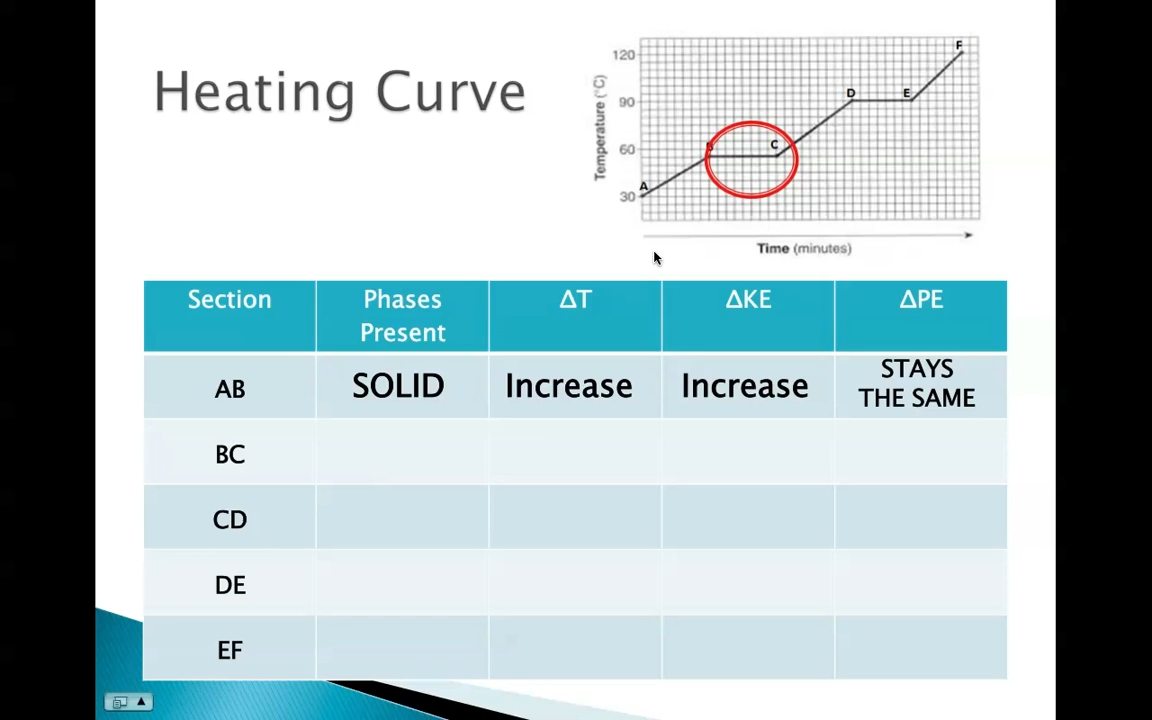 Heating Curve
120
90
60
30
Temperature (°C)
A
B
C
D
E
F
Time (minutes)
Section
Phases
Present
ΔT
ΔKE
ΔPE
AB
SOLID
Increase
Increase
STAYS
THE SAME
BC
CD
DE
EF